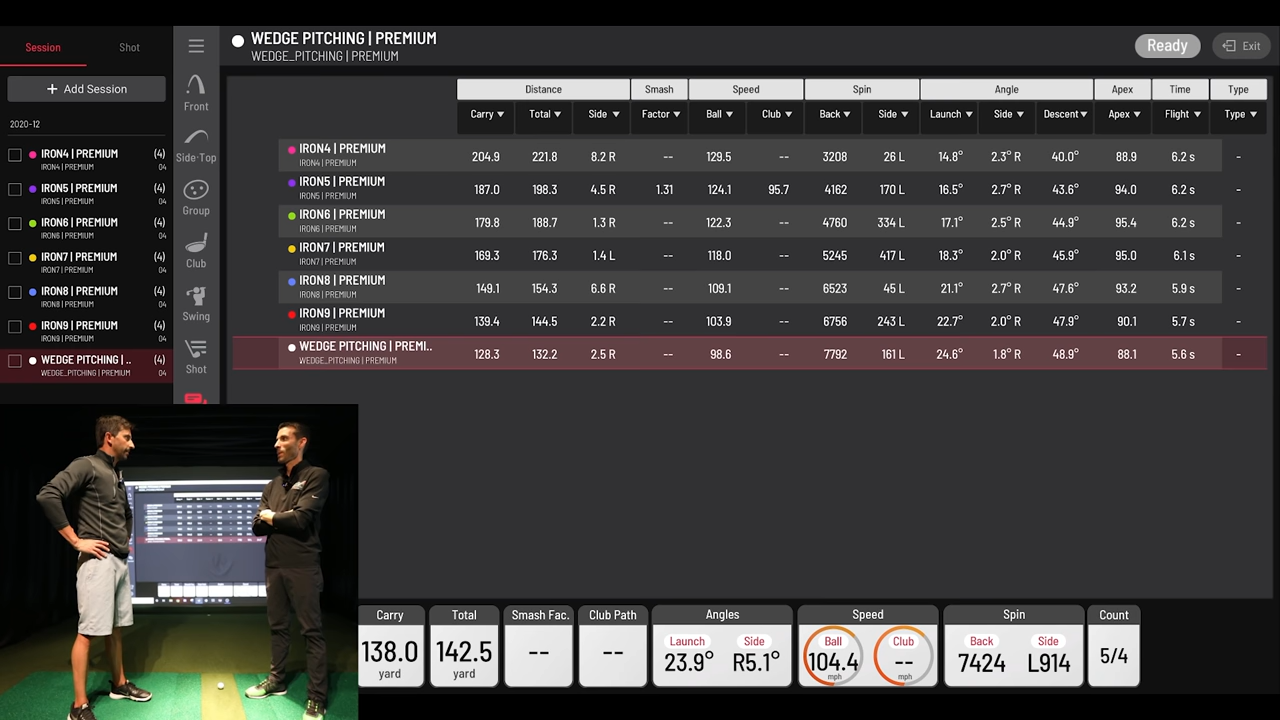 Session Shot
+ Add Session
2020-12
IRON4 | PREMIUM (4)
IRON4 | PREMIUM 04
IRON5 | PREMIUM (4)
IRON5 | PREMIUM 04
IRON6 | PREMIUM (4)
IRON6 | PREMIUM 04
IRON7 | PREMIUM (4)
IRON7 | PREMIUM 04
IRON8 | PREMIUM (4)
IRON8 | PREMIUM 04
IRON9 | PREMIUM (4)
IRON9 | PREMIUM 04
WEDGE PITCHING | .. (4)
WEDGE_PITCHING | PREMIUM 04
Front
Side·Top
Group
Club
Swing
Shot
WEDGE PITCHING | PREMIUM
WEDGE_PITCHING | PREMIUM
Ready Exit
Distance Smash Speed Spin Angle Apex Time Type
Carry Total Side Factor Ball Club Back Side Launch Side Descent Apex Flight Type
IRON4 | PREMIUM
IRON4 | PREMIUM
204.9 221.8 8.2 R -- 129.5 -- 3208 26 L 14.8° 2.3° R 40.0° 88.9 6.2 s -
IRON5 | PREMIUM
IRON5 | PREMIUM
187.0 198.3 4.5 R 1.31 124.1 95.7 4162 170 L 16.5° 2.7° R 43.6° 94.0 6.2 s -
IRON6 | PREMIUM
IRON6 | PREMIUM
179.8 188.7 1.3 R -- 122.3 -- 4760 334 L 17.1° 2.5° R 44.9° 95.4 6.2 s -
IRON7 | PREMIUM
IRON7 | PREMIUM
169.3 176.3 1.4 L -- 118.0 -- 5245 417 L 18.3° 2.0° R 45.9° 95.0 6.1 s -
IRON8 | PREMIUM
IRON8 | PREMIUM
149.1 154.3 6.6 R -- 109.1 -- 6523 45 L 21.1° 2.7° R 47.6° 93.2 5.9 s -
IRON9 | PREMIUM
IRON9 | PREMIUM
139.4 144.5 2.2 R -- 103.9 -- 6756 243 L 22.7° 2.0° R 47.9° 90.1 5.7 s -
WEDGE PITCHING | PREMI..
WEDGE_PITCHING | PREMIUM
128.3 132.2 2.5 R -- 98.6 -- 7792 161 L 24.6° 1.8° R 48.9° 88.1 5.6 s -
Carry Total Smash Fac. Club Path Angles Speed Spin Count
Launch Side Ball Club Back Side
138.0 142.5 -- -- 23.9° R5.1° 104.4 -- 7424 L914 5/4
yard yard mph mph